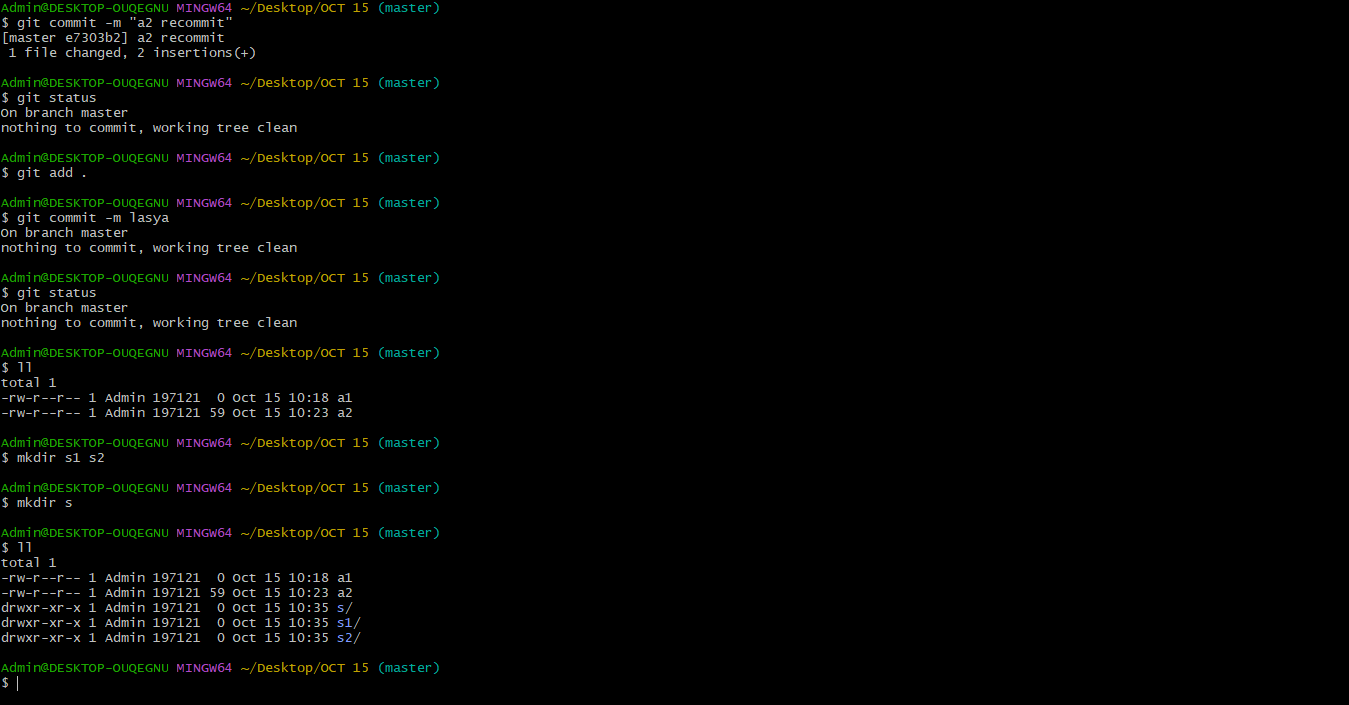 Admin@DESKTOP-OUQEGNU MINGW64 ~/Desktop/OCT 15 (master)
$ git commit -m "a2 recommit"
[master e7303b2] a2 recommit
 1 file changed, 2 insertions(+)

Admin@DESKTOP-OUQEGNU MINGW64 ~/Desktop/OCT 15 (master)
$ git status
On branch master
nothing to commit, working tree clean

Admin@DESKTOP-OUQEGNU MINGW64 ~/Desktop/OCT 15 (master)
$ git add .

Admin@DESKTOP-OUQEGNU MINGW64 ~/Desktop/OCT 15 (master)
$ git commit -m lasya
On branch master
nothing to commit, working tree clean

Admin@DESKTOP-OUQEGNU MINGW64 ~/Desktop/OCT 15 (master)
$ git status
On branch master
nothing to commit, working tree clean

Admin@DESKTOP-OUQEGNU MINGW64 ~/Desktop/OCT 15 (master)
$ ll
total 1
-rw-r--r-- 1 Admin 197121  0 Oct 15 10:18 a1
-rw-r--r-- 1 Admin 197121 59 Oct 15 10:23 a2

Admin@DESKTOP-OUQEGNU MINGW64 ~/Desktop/OCT 15 (master)
$ mkdir s1 s2

Admin@DESKTOP-OUQEGNU MINGW64 ~/Desktop/OCT 15 (master)
$ mkdir s

Admin@DESKTOP-OUQEGNU MINGW64 ~/Desktop/OCT 15 (master)
$ ll
total 1
-rw-r--r-- 1 Admin 197121  0 Oct 15 10:18 a1
-rw-r--r-- 1 Admin 197121 59 Oct 15 10:23 a2
drwxr-xr-x 1 Admin 197121  0 Oct 15 10:35 s/
drwxr-xr-x 1 Admin 197121  0 Oct 15 10:35 s1/
drwxr-xr-x 1 Admin 197121  0 Oct 15 10:35 s2/

Admin@DESKTOP-OUQEGNU MINGW64 ~/Desktop/OCT 15 (master)
$